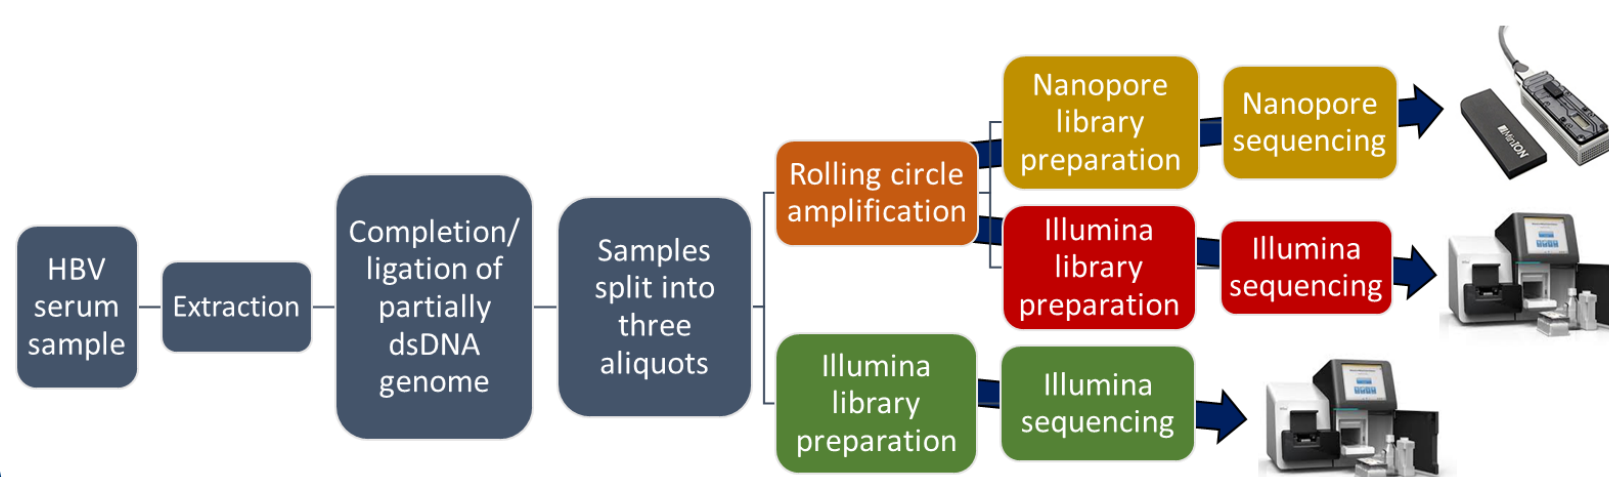 HBV
serum
sample
Extraction
Completion/
ligation of
partially
dsDNA
genome
Samples
split into
three
aliquots
Rolling circle
amplification
Nanopore
library
preparation
Nanopore
sequencing
MinION
Illumina
library
preparation
Illumina
sequencing
Illumina
library
preparation
Illumina
sequencing